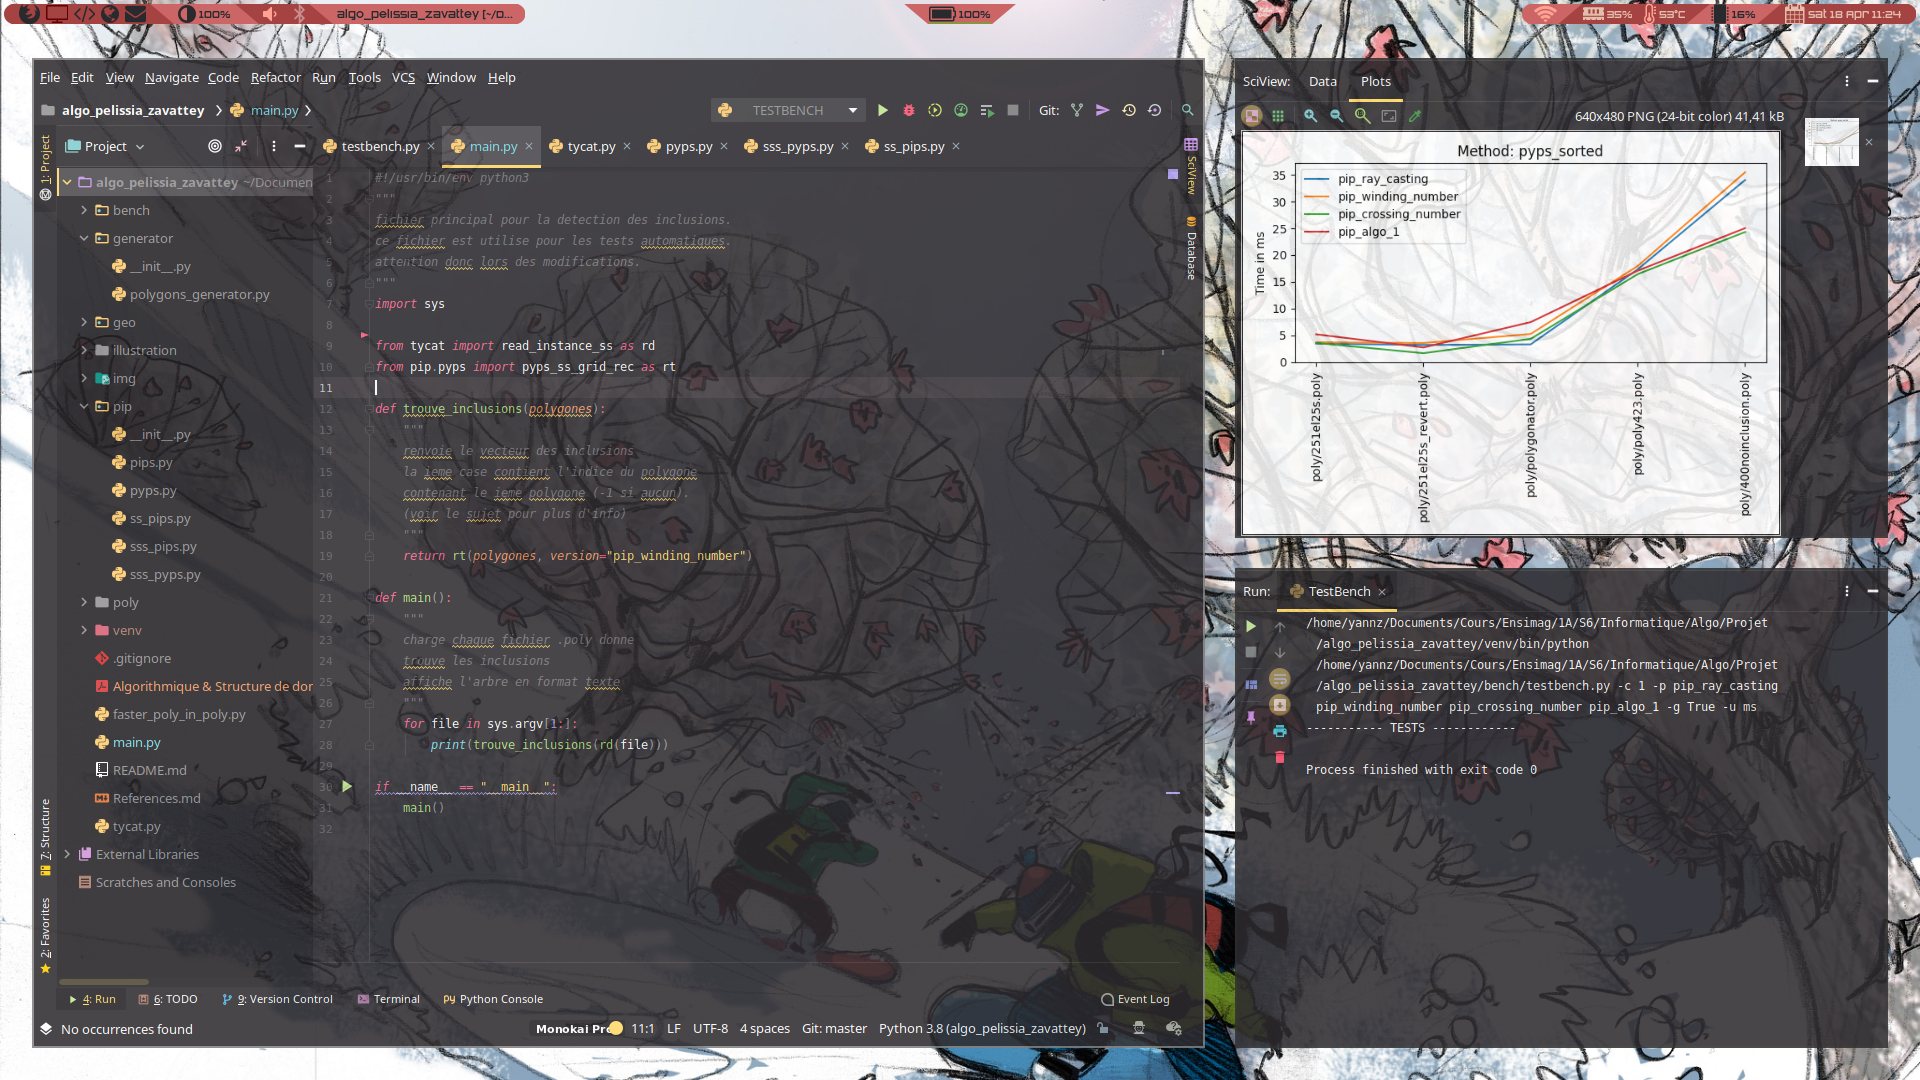 100%
algo_pelissia_zavattey [~/D...
100%
35%
53°C
16%
Sat 18 Apr 11:24
File Edit View Navigate Code Refactor Run Tools VCS Window Help
algo_pelissia_zavattey main.py
TESTBENCH
Git:
1: Project
Project
testbench.py
main.py
tycat.py
pyps.py
sss_pyps.py
ss_pips.py
algo_pelissia_zavattey ~/Documen
bench
generator
__init__.py
polygons_generator.py
geo
illustration
img
pip
__init__.py
pips.py
pyps.py
ss_pips.py
sss_pips.py
sss_pyps.py
poly
venv
.gitignore
Algorithmique & Structure de dor
faster_poly_in_poly.py
main.py
README.md
References.md
tycat.py
External Libraries
Scratches and Consoles
7: Structure
2: Favorites
1 #!/usr/bin/env python3
2 """
3 fichier principal pour la detection des inclusions.
4 ce fichier est utilise pour les tests automatiques.
5 attention donc lors des modifications.
6 """
7 import sys
8
9 from tycat import read_instance_ss as rd
10 from pip.pyps import pyps_ss_grid_rec as rt
11
12 def trouve_inclusions(polygones):
13 """
14 renvoie le vecteur des inclusions
15 la ieme case contient l'indice du polygone
16 contenant le ieme polygone (-1 si aucun).
17 (voir le sujet pour plus d'info)
18 """
19 return rt(polygones, version="pip_winding_number")
20
21 def main():
22 """
23 charge chaque fichier .poly donne
24 trouve les inclusions
25 affiche l'arbre en format texte
26 """
27 for file in sys.argv[1:]:
28 print(trouve_inclusions(rd(file)))
29
30 if __name__ == "__main__":
31 main()
32
SciView
Database
4: Run
6: TODO
9: Version Control
Terminal
Python Console
Event Log
No occurrences found
Monokai Pro
11:1
LF
UTF-8
4 spaces
Git: master
Python 3.8 (algo_pelissia_zavattey)
SciView: Data Plots
640x480 PNG (24-bit color) 41,41 kB
Method: pyps_sorted
pip_ray_casting
pip_winding_number
pip_crossing_number
pip_algo_1
Time in ms
35
30
25
20
15
10
5
0
poly/251el25s.poly
poly/251el25s_revert.poly
poly/polygonator.poly
poly/poly423.poly
poly/400noinclusion.poly
Run: TestBench
/home/yannz/Documents/Cours/Ensimag/1A/S6/Informatique/Algo/Projet
/algo_pelissia_zavattey/venv/bin/python
/home/yannz/Documents/Cours/Ensimag/1A/S6/Informatique/Algo/Projet
/algo_pelissia_zavattey/bench/testbench.py -c 1 -p pip_ray_casting
pip_winding_number pip_crossing_number pip_algo_1 -g True -u ms
----------- TESTS ------------
Process finished with exit code 0